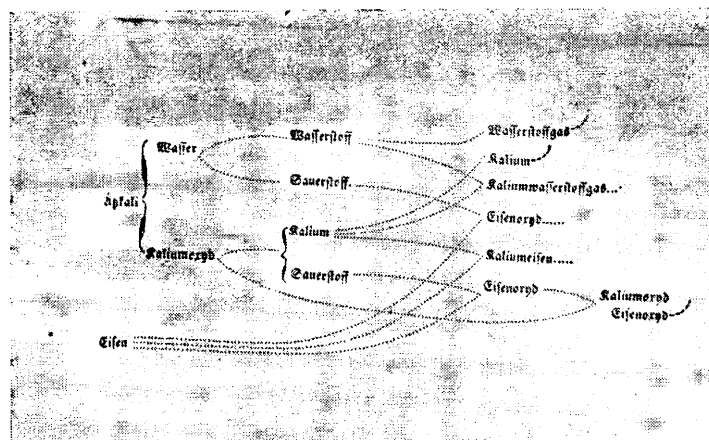 Wasserstoff
Wasserstoffgas
Wasser
Kalium
Sauerstoff
Kaliumwasserstoffgas...
Ätzkali
Eisenoxyd.....
Kalium
Kaliumoxyd
Kaliumeisen.....
Sauerstoff
Eisenoxyd
Kaliumoxyd
Eisenoxyd
Eisen